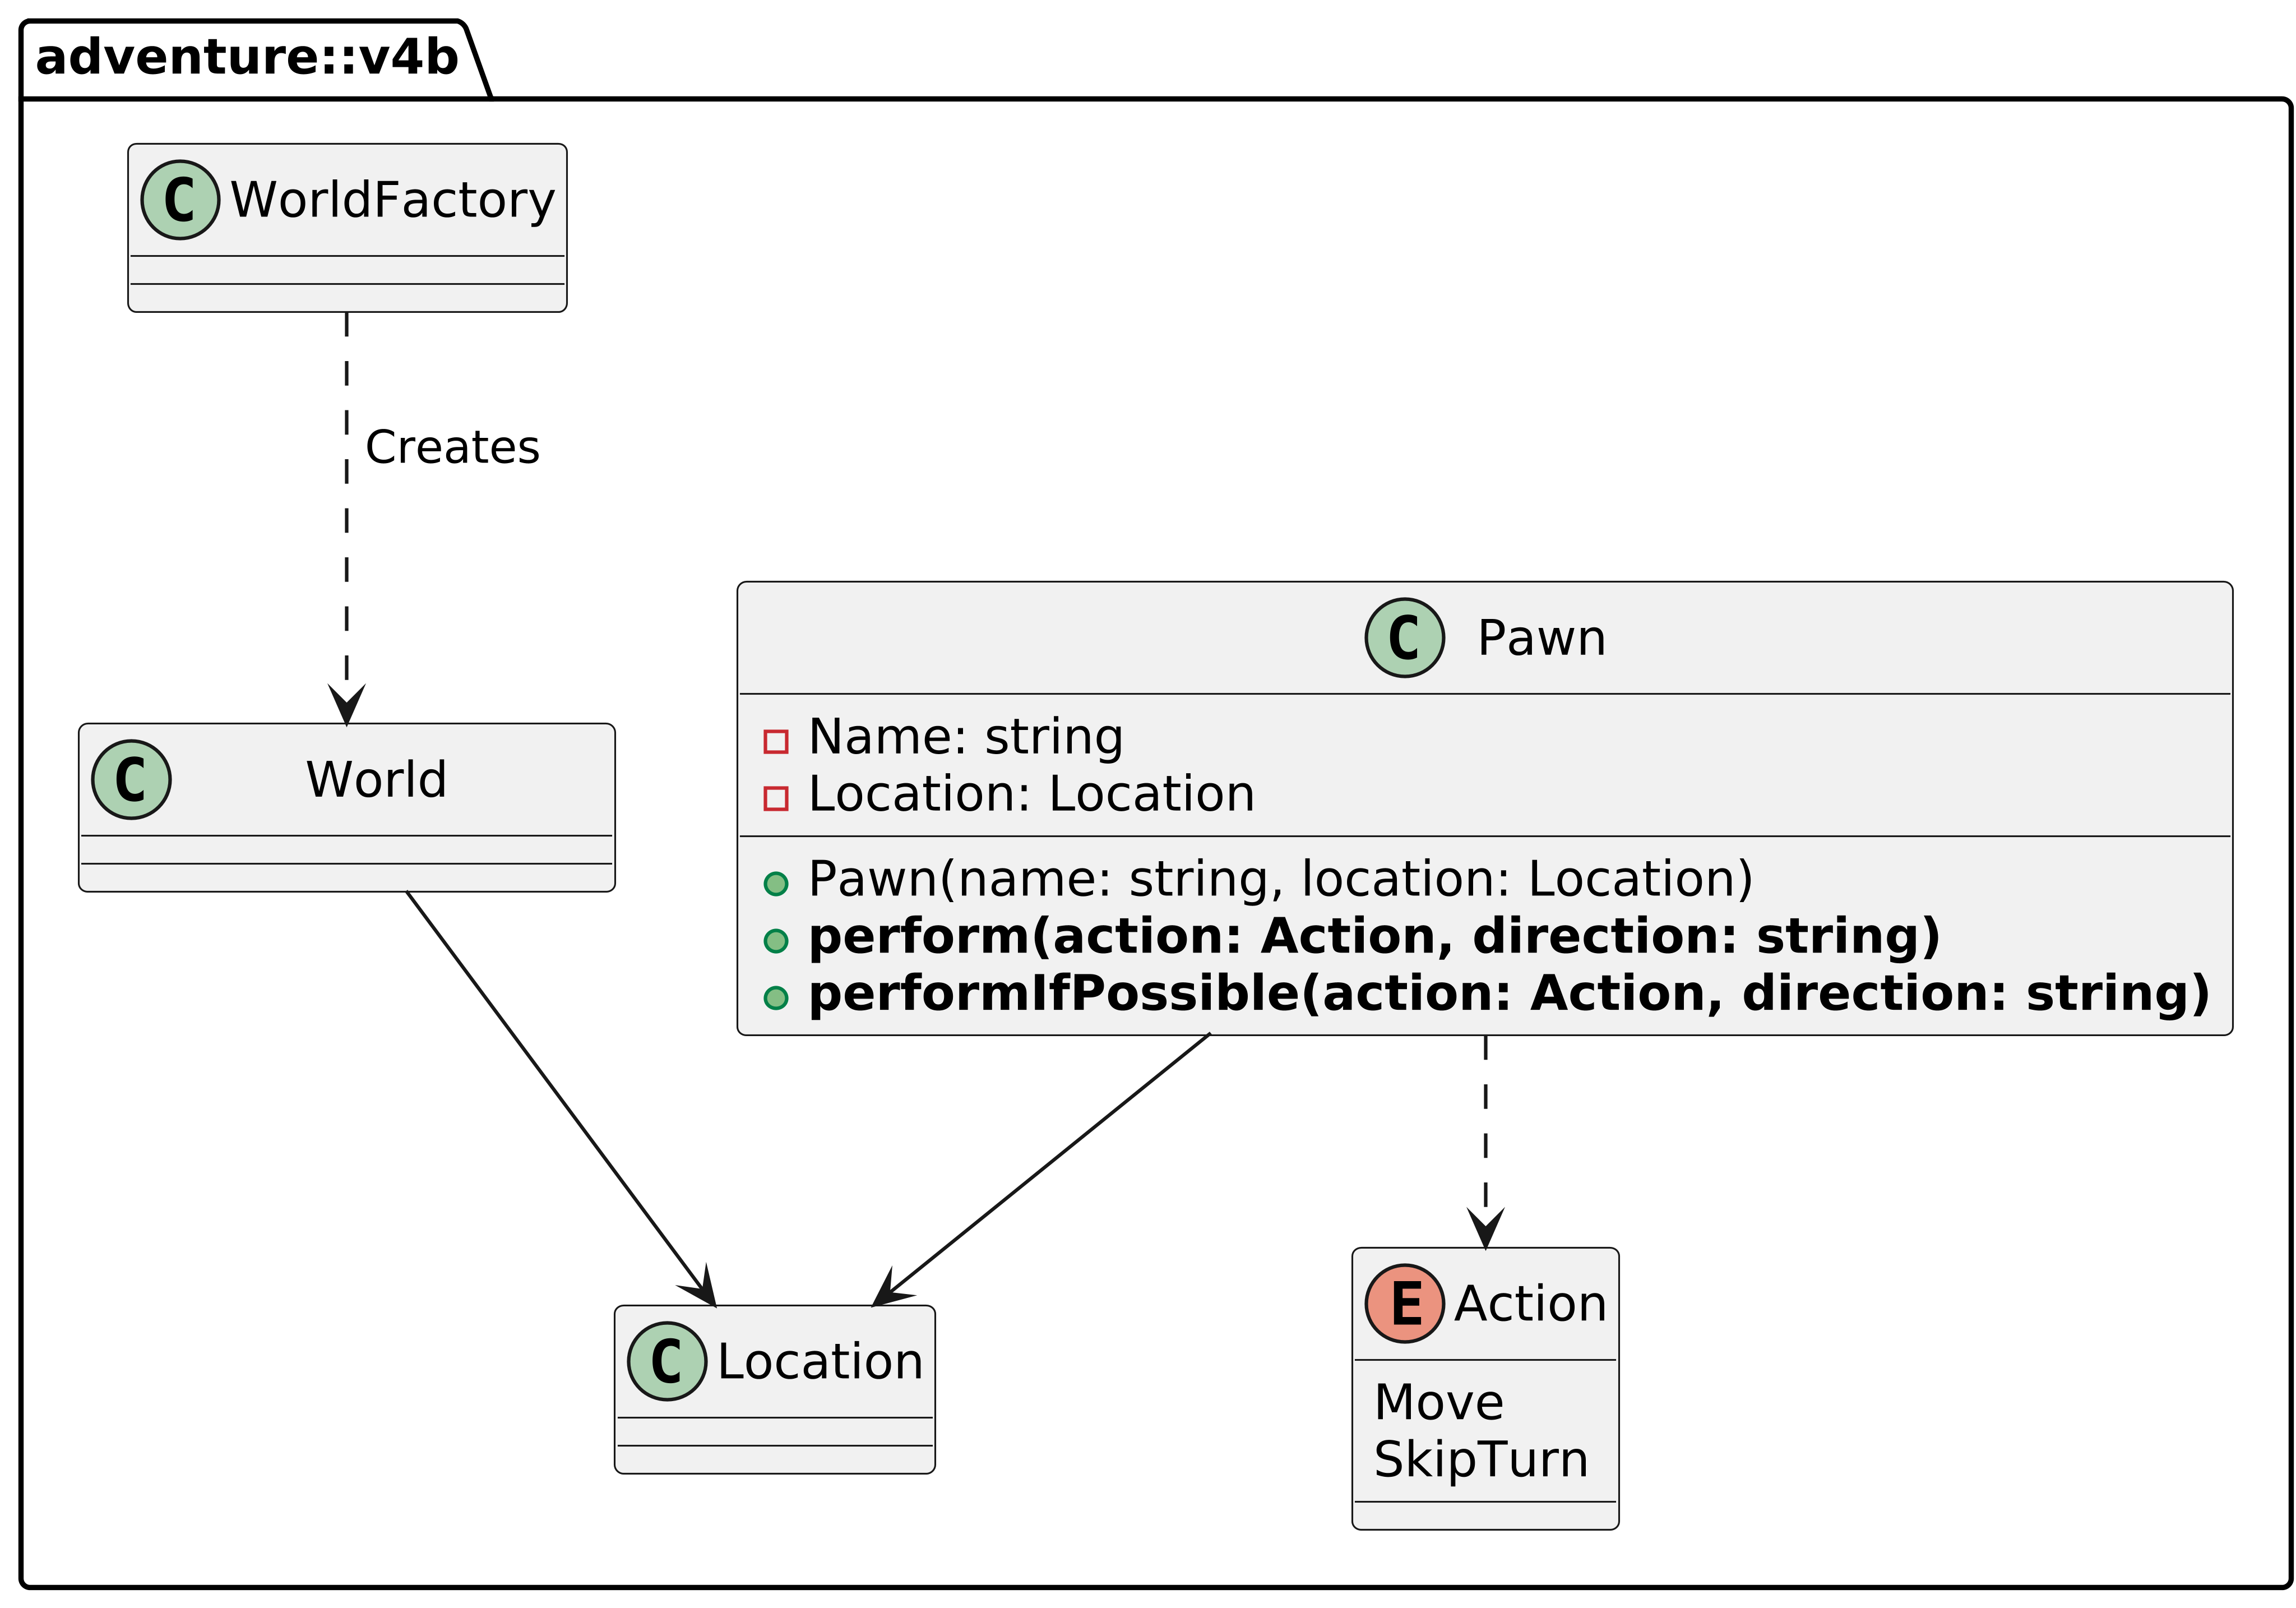 adventure::v4b
C WorldFactory
Creates
C World
C Pawn
Name: string
Location: Location
Pawn(name: string, location: Location)
perform(action: Action, direction: string)
performIfPossible(action: Action, direction: string)
C Location
E Action
Move
SkipTurn